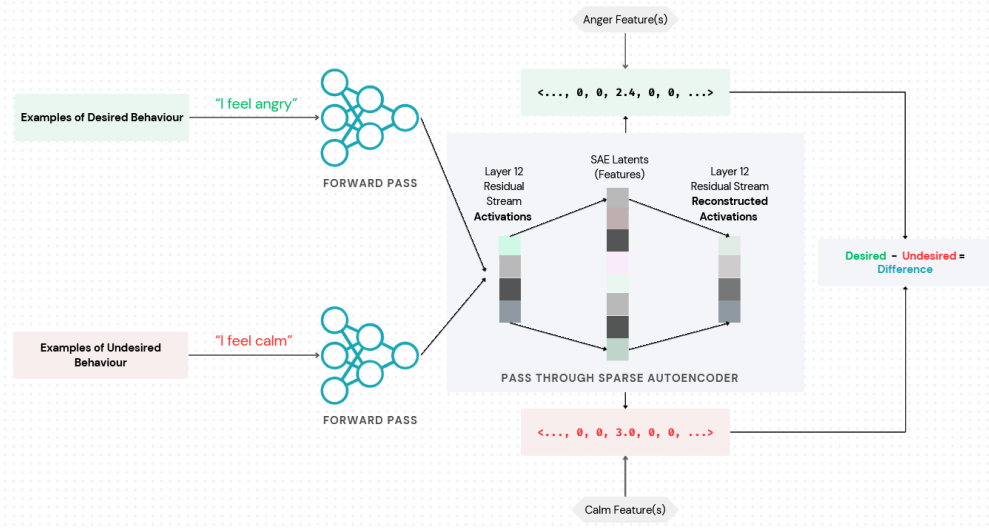 Anger Feature(s)
<..., 0, 0, 2.4, 0, 0, ...>
Examples of Desired Behaviour
“I feel angry”
FORWARD PASS
Layer 12
Residual
Stream
Activations
SAE Latents
(Features)
Layer 12
Residual Stream
Reconstructed
Activations
Desired - Undesired =
Difference
Examples of Undesired
Behaviour
“I feel calm”
FORWARD PASS
PASS THROUGH SPARSE AUTOENCODER
<..., 0, 0, 3.0, 0, 0, ...>
Calm Feature(s)